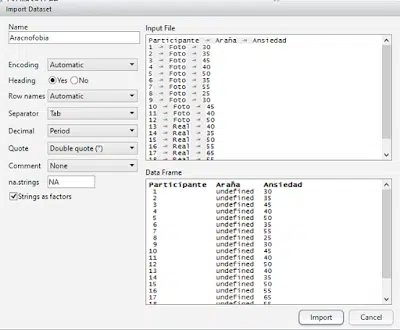 Import Dataset
Name
Aracnofobia
Encoding Automatic
Heading Yes No
Row names Automatic
Separator Tab
Decimal Period
Quote Double quote (")
Comment None
na.strings NA
Strings as factors
Input File
Participante → Araña → Ansiedad
1 → Foto → 30
2 → Foto → 35
3 → Foto → 45
4 → Foto → 40
5 → Foto → 50
6 → Foto → 35
7 → Foto → 55
8 → Foto → 25
9 → Foto → 30
10 → Foto → 45
11 → Foto → 40
12 → Foto → 50
13 → Real → 40
14 → Real → 35
15 → Real → 50
16 → Real → 55
17 → Real → 65
18 → Real → 55
Data Frame
Participante Araña Ansiedad
1 undefined 30
2 undefined 35
3 undefined 45
4 undefined 40
5 undefined 50
6 undefined 35
7 undefined 55
8 undefined 25
9 undefined 30
10 undefined 45
11 undefined 40
12 undefined 50
13 undefined 40
14 undefined 35
15 undefined 50
16 undefined 55
17 undefined 65
18 undefined 55
Import
Cancel